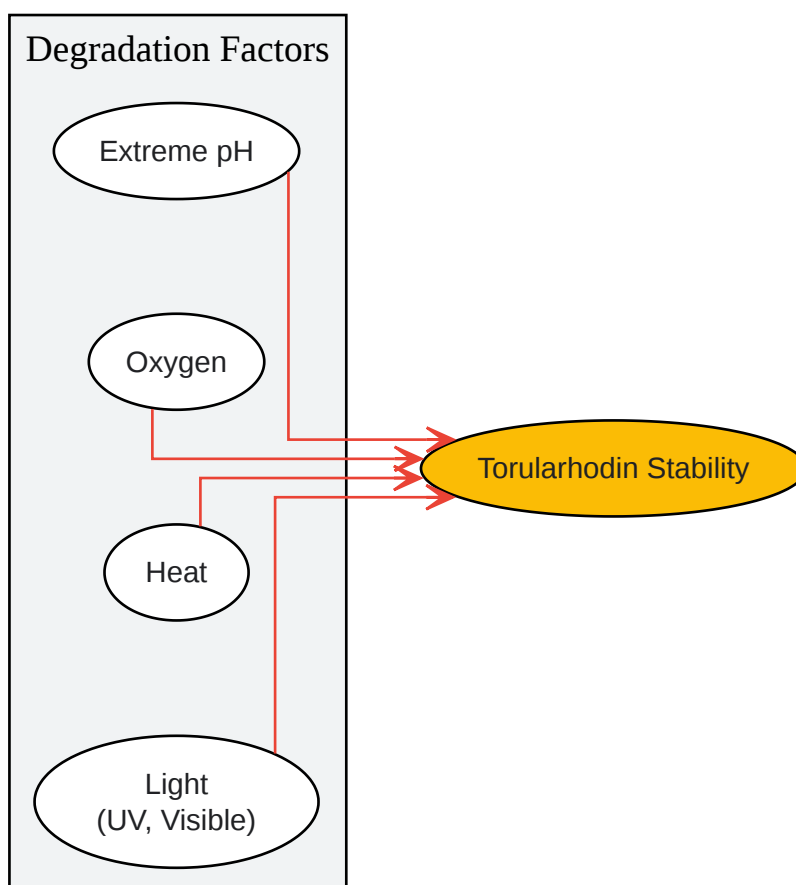 Degradation Factors
Extreme pH
Oxygen
Torularhodin Stability
Heat
Light
(UV, Visible)